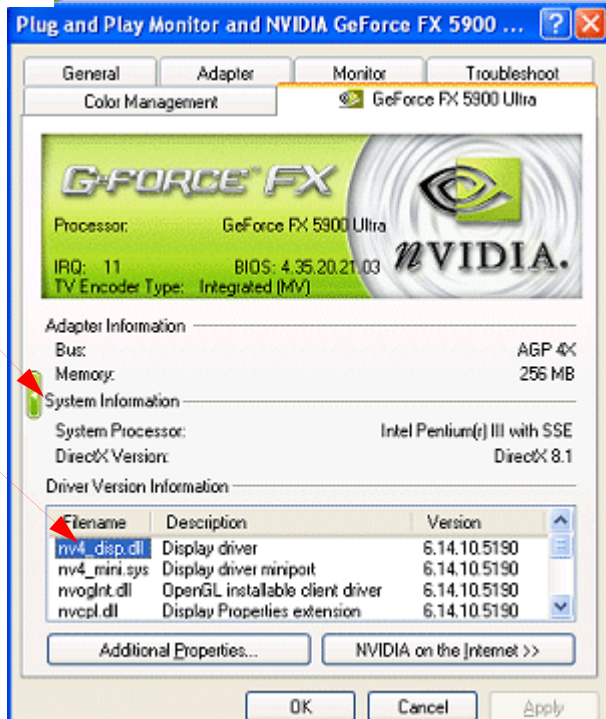 Plug and Play Monitor and NVIDIA GeForce FX 5900 ...
General Adapter Monitor Troubleshoot
Color Management GeForce FX 5900 Ultra
G-FORCE FX
Processor: GeForce FX 5900 Ultra
IRQ: 11 BIOS: 4.35.20.21.03
TV Encoder Type: Integrated (MV)
nVIDIA.
Adapter Information
Bus: AGP 4X
Memory: 256 MB
System Information
System Processor: Intel Pentium(r) III with SSE
DirectX Version: DirectX 8.1
Driver Version Information
Filename Description Version
nv4_disp.dll Display driver 6.14.10.5190
nv4_mini.sys Display driver miniport 6.14.10.5190
nvoglnt.dll OpenGL installable client driver 6.14.10.5190
nvcpl.dll Display Properties extension 6.14.10.5190
Additional Properties... NVIDIA on the Internet >>
OK Cancel Apply